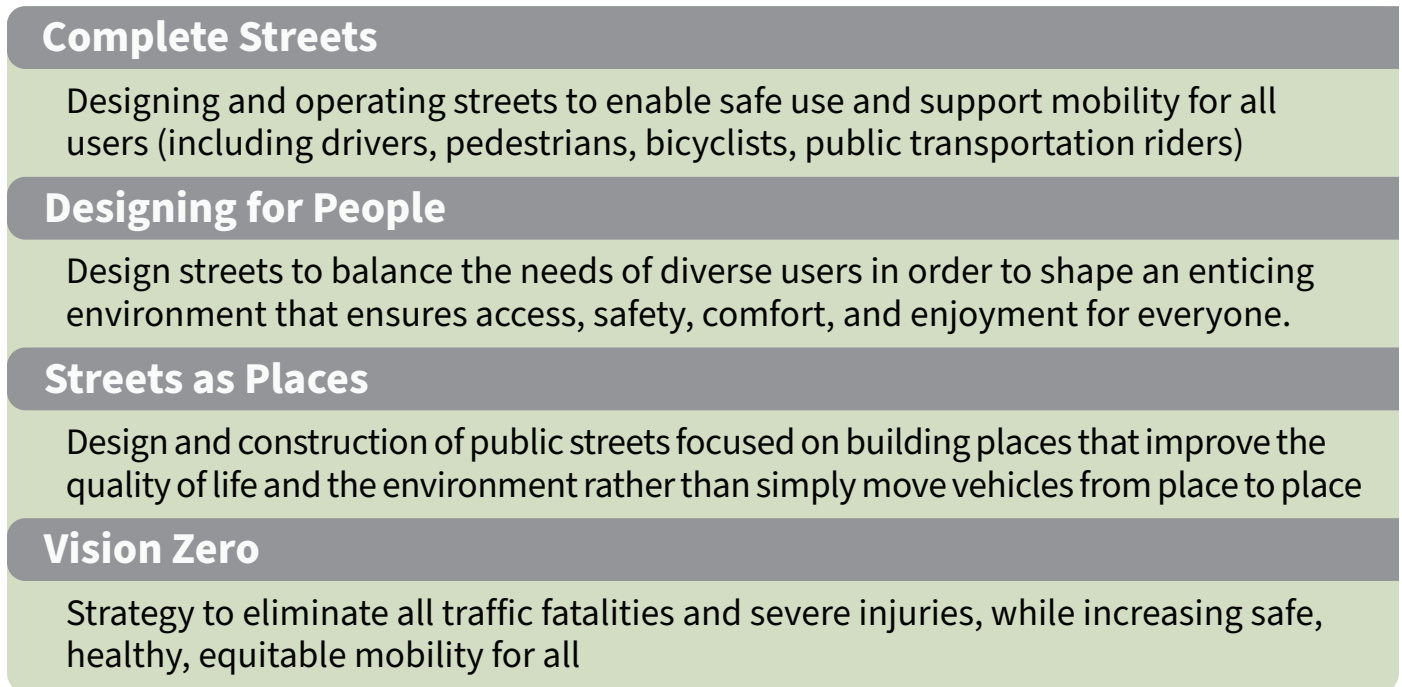 Complete Streets
Designing and operating streets to enable safe use and support mobility for all
users (including drivers, pedestrians, bicyclists, public transportation riders)
Designing for People
Design streets to balance the needs of diverse users in order to shape an enticing
environment that ensures access, safety, comfort, and enjoyment for everyone.
Streets as Places
Design and construction of public streets focused on building places that improve the
quality of life and the environment rather than simply move vehicles from place to place
Vision Zero
Strategy to eliminate all traffic fatalities and severe injuries, while increasing safe,
healthy, equitable mobility for all